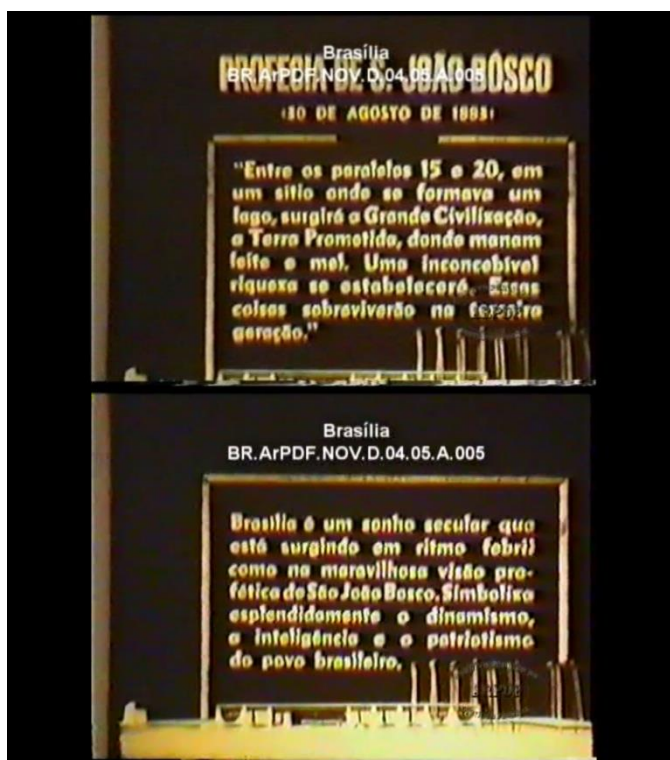 Brasília
BR.ArPDF.NOV.D.04.05.A.005
PROFECIA DE S. JOÃO BÓSCO
(30 DE AGOSTO DE 1883)
"Entre os paralelos 15 e 20, em
um sitio onde se formava um
lago, surgirá a Grande Civilização,
a Terra Prometida, donde manam
leite e mel. Uma inconcebivel
riqueza se estabelecerá. Essas
coisas sobreviverão na terceira
geração."
Brasília
BR.ArPDF.NOV.D.04.05.A.005
Brasília é um sonho secular que
está surgindo em ritmo febril
como na maravilhosa visão pro-
fética de São João Bosco. Simboliza
esplendidamente o dinamismo,
a inteligência e o patriotismo
do povo brasileiro.